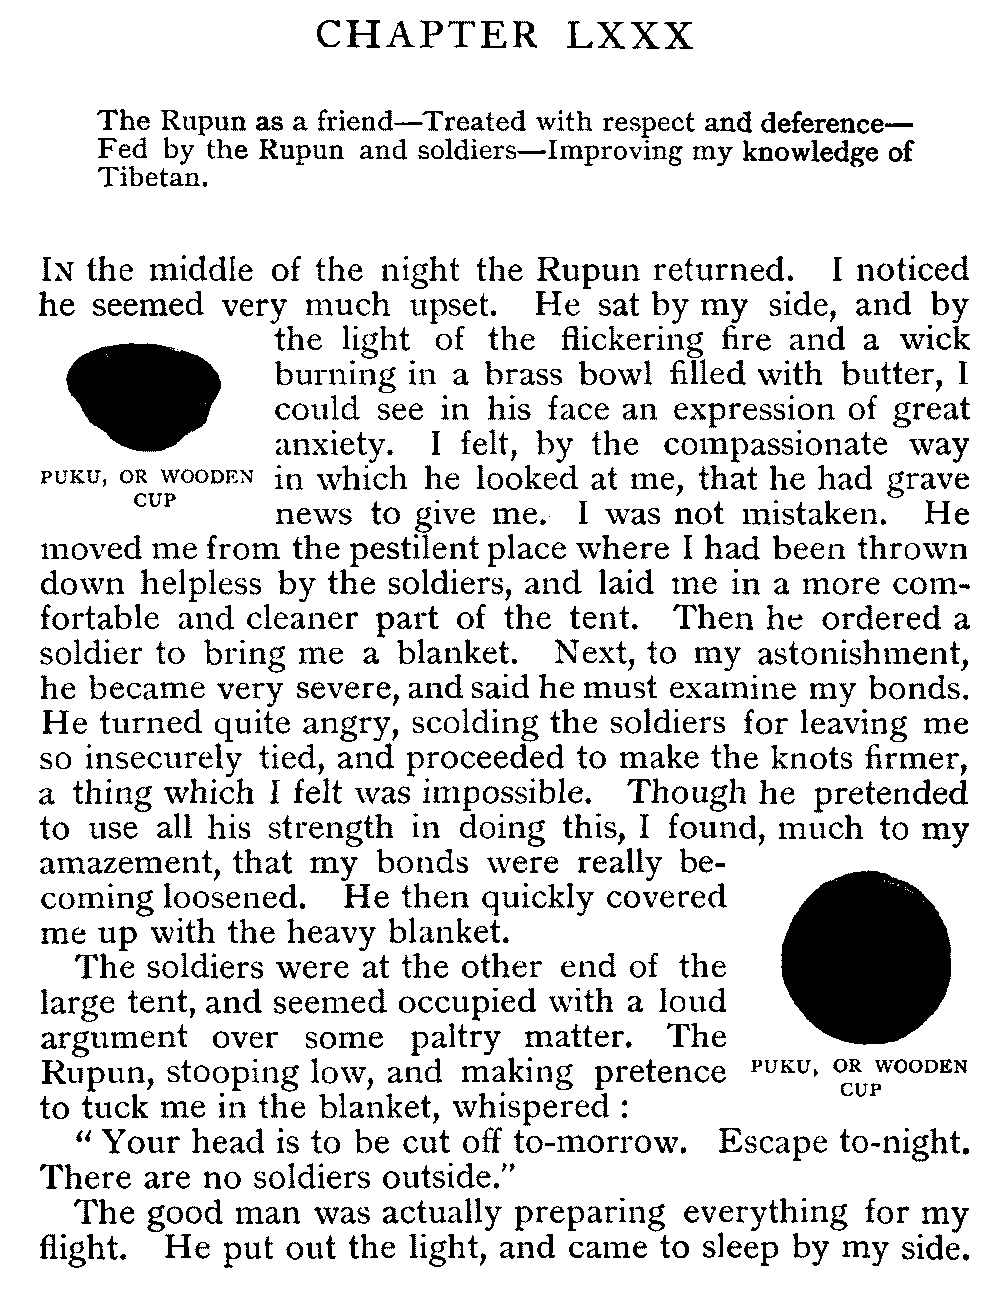 CHAPTER LXXX
The Rupun as a friend—Treated with respect and deference—
Fed by the Rupun and soldiers—Improving my knowledge of
Tibetan.
IN the middle of the night the Rupun returned. I noticed
he seemed very much upset. He sat by my side, and by
the light of the flickering fire and a wick
burning in a brass bowl filled with butter, I
could see in his face an expression of great
anxiety. I felt, by the compassionate way
in which he looked at me, that he had grave
news to give me. I was not mistaken. He
PUKU, OR WOODEN
CUP
moved me from the pestilent place where I had been thrown
down helpless by the soldiers, and laid me in a more com-
fortable and cleaner part of the tent. Then he ordered a
soldier to bring me a blanket. Next, to my astonishment,
he became very severe, and said he must examine my bonds.
He turned quite angry, scolding the soldiers for leaving me
so insecurely tied, and proceeded to make the knots firmer,
a thing which I felt was impossible. Though he pretended
to use all his strength in doing this, I found, much to my
amazement, that my bonds were really be-
coming loosened. He then quickly covered
me up with the heavy blanket.
The soldiers were at the other end of the
large tent, and seemed occupied with a loud
argument over some paltry matter. The
Rupun, stooping low, and making pretence
to tuck me in the blanket, whispered :
PUKU, OR WOODEN
CUP
“ Your head is to be cut off to-morrow. Escape to-night.
There are no soldiers outside.”
The good man was actually preparing everything for my
flight. He put out the light, and came to sleep by my side.